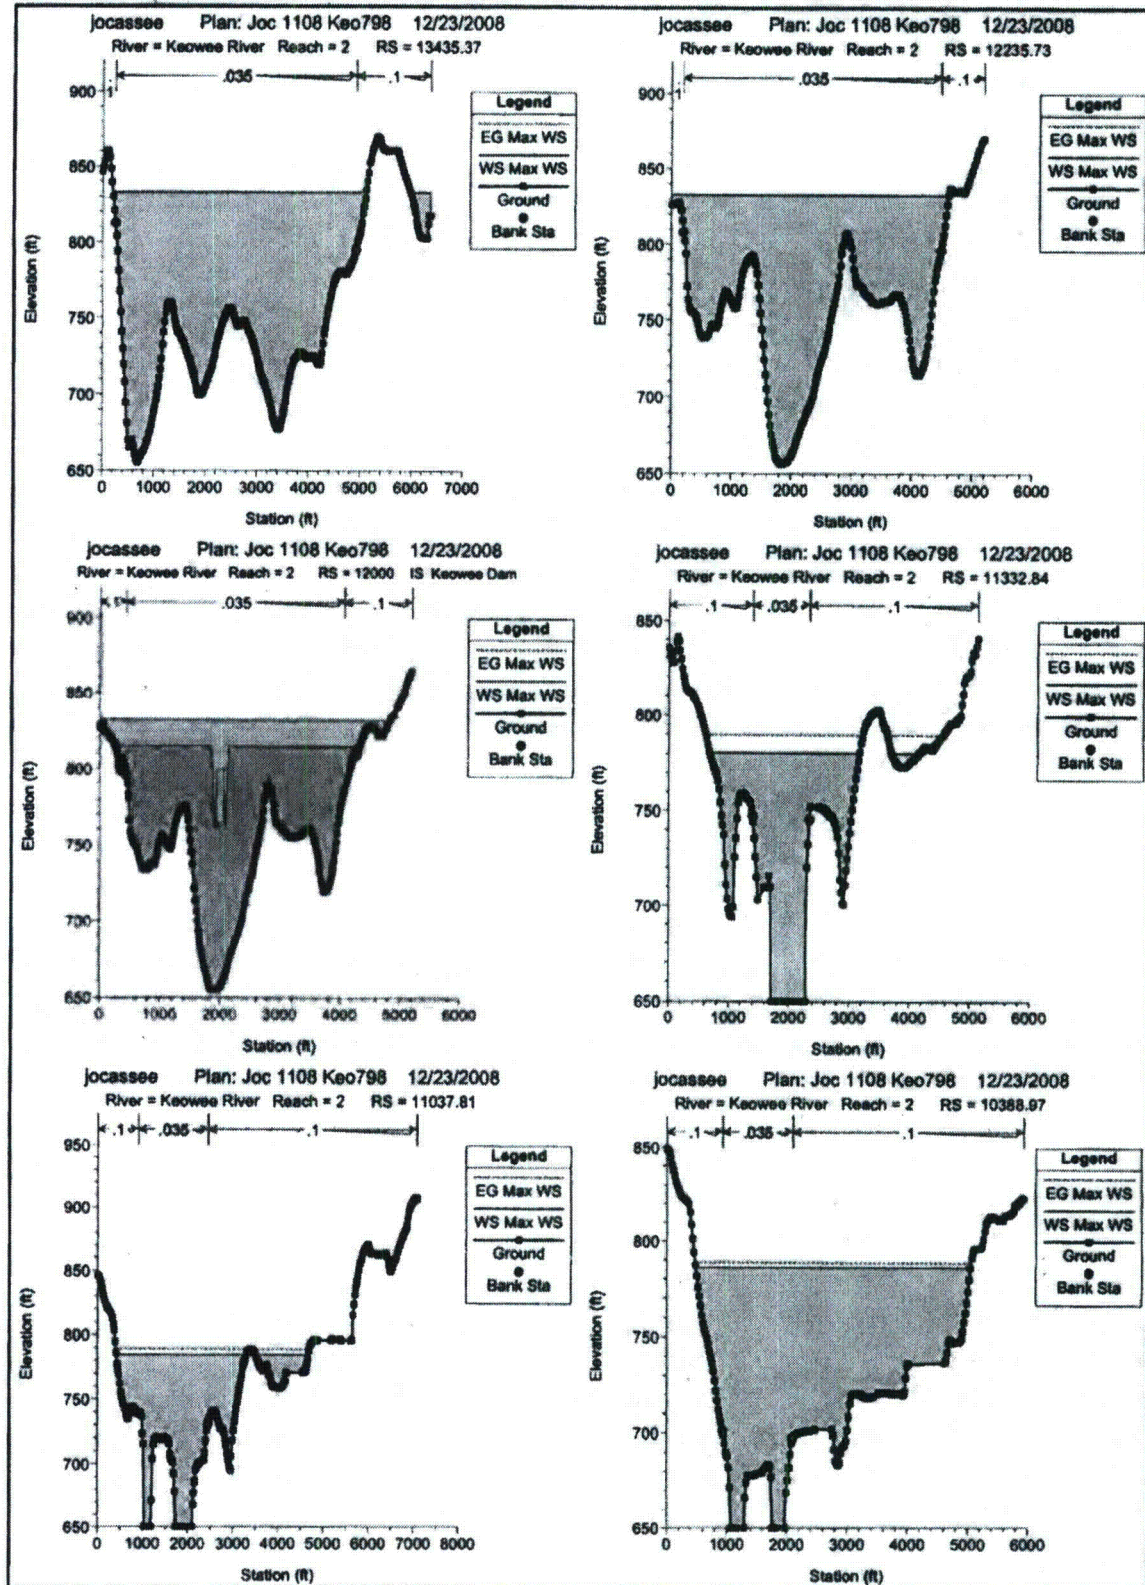 jocassee Plan: Joc 1108 Keo798 12/23/2008
River = Keowee River Reach = 2 RS = 13435.37
1 .035 .1
900
850
800
750
700
650
Elevation (ft)
0 1000 2000 3000 4000 5000 6000 7000
Station (ft)
Legend
EG Max WS
WS Max WS
Ground
Bank Sta
jocassee Plan: Joc 1108 Keo798 12/23/2008
River = Keowee River Reach = 2 RS = 12235.73
1 .035 .1
900
850
800
750
700
650
Elevation (ft)
0 1000 2000 3000 4000 5000 6000
Station (ft)
Legend
EG Max WS
WS Max WS
Ground
Bank Sta
jocassee Plan: Joc 1108 Keo798 12/23/2008
River = Keowee River Reach = 2 RS = 12000 IS Keowee Dam
.035 .1
900
850
800
750
700
650
Elevation (ft)
0 1000 2000 3000 4000 5000 6000
Station (ft)
Legend
EG Max WS
WS Max WS
Ground
Bank Sta
jocassee Plan: Joc 1108 Keo798 12/23/2008
River = Keowee River Reach = 2 RS = 11332.84
.1 .035 .1
850
800
750
700
650
Elevation (ft)
0 1000 2000 3000 4000 5000 6000
Station (ft)
Legend
EG Max WS
WS Max WS
Ground
Bank Sta
jocassee Plan: Joc 1108 Keo798 12/23/2008
River = Keowee River Reach = 2 RS = 11037.81
.1 .035 .1
950
900
850
800
750
700
650
Elevation (ft)
0 1000 2000 3000 4000 5000 6000 7000 8000
Station (ft)
Legend
EG Max WS
WS Max WS
Ground
Bank Sta
jocassee Plan: Joc 1108 Keo798 12/23/2008
River = Keowee River Reach = 2 RS = 10388.97
.1 .035 .1
850
800
750
700
650
Elevation (ft)
0 1000 2000 3000 4000 5000 6000
Station (ft)
Legend
EG Max WS
WS Max WS
Ground
Bank Sta